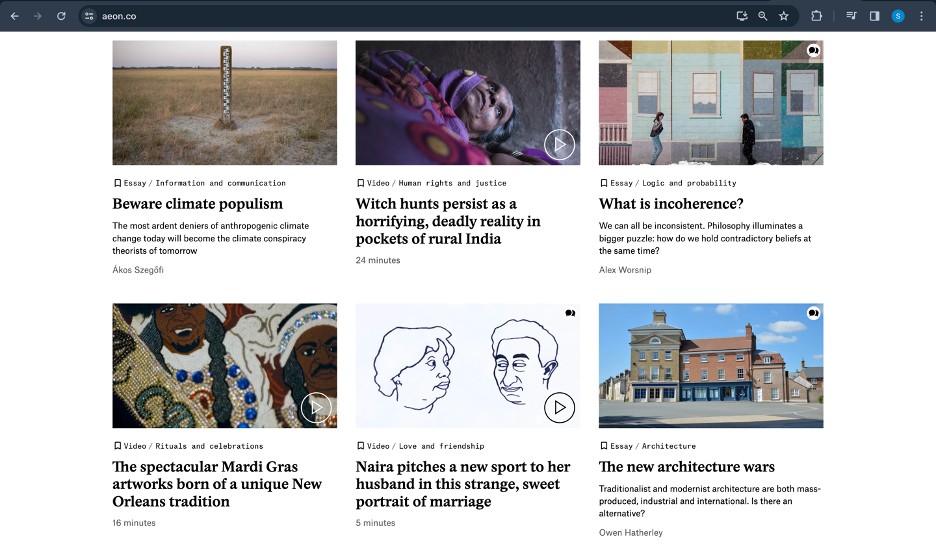 aeon.co
S
Essay / Information and communication
Beware climate populism
The most ardent deniers of anthropogenic climate
change today will become the climate conspiracy
theorists of tomorrow
Ákos Szegőfi
Video / Human rights and justice
Witch hunts persist as a
horrifying, deadly reality in
pockets of rural India
24 minutes
Essay / Logic and probability
What is incoherence?
We can all be inconsistent. Philosophy illuminates a
bigger puzzle: how do we hold contradictory beliefs at
the same time?
Alex Worsnip
Video / Rituals and celebrations
The spectacular Mardi Gras
artworks born of a unique New
Orleans tradition
16 minutes
Video / Love and friendship
Naira pitches a new sport to her
husband in this strange, sweet
portrait of marriage
5 minutes
Essay / Architecture
The new architecture wars
Traditionalist and modernist architecture are both mass-
produced, industrial and international. Is there an
alternative?
Owen Hatherley